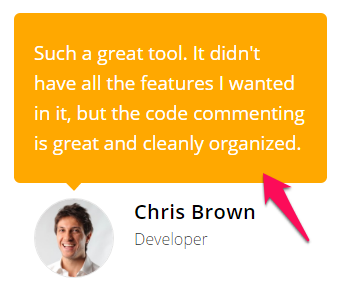 Such a great tool. It didn't
have all the features I wanted
in it, but the code commenting
is great and cleanly organized.
Chris Brown
Developer